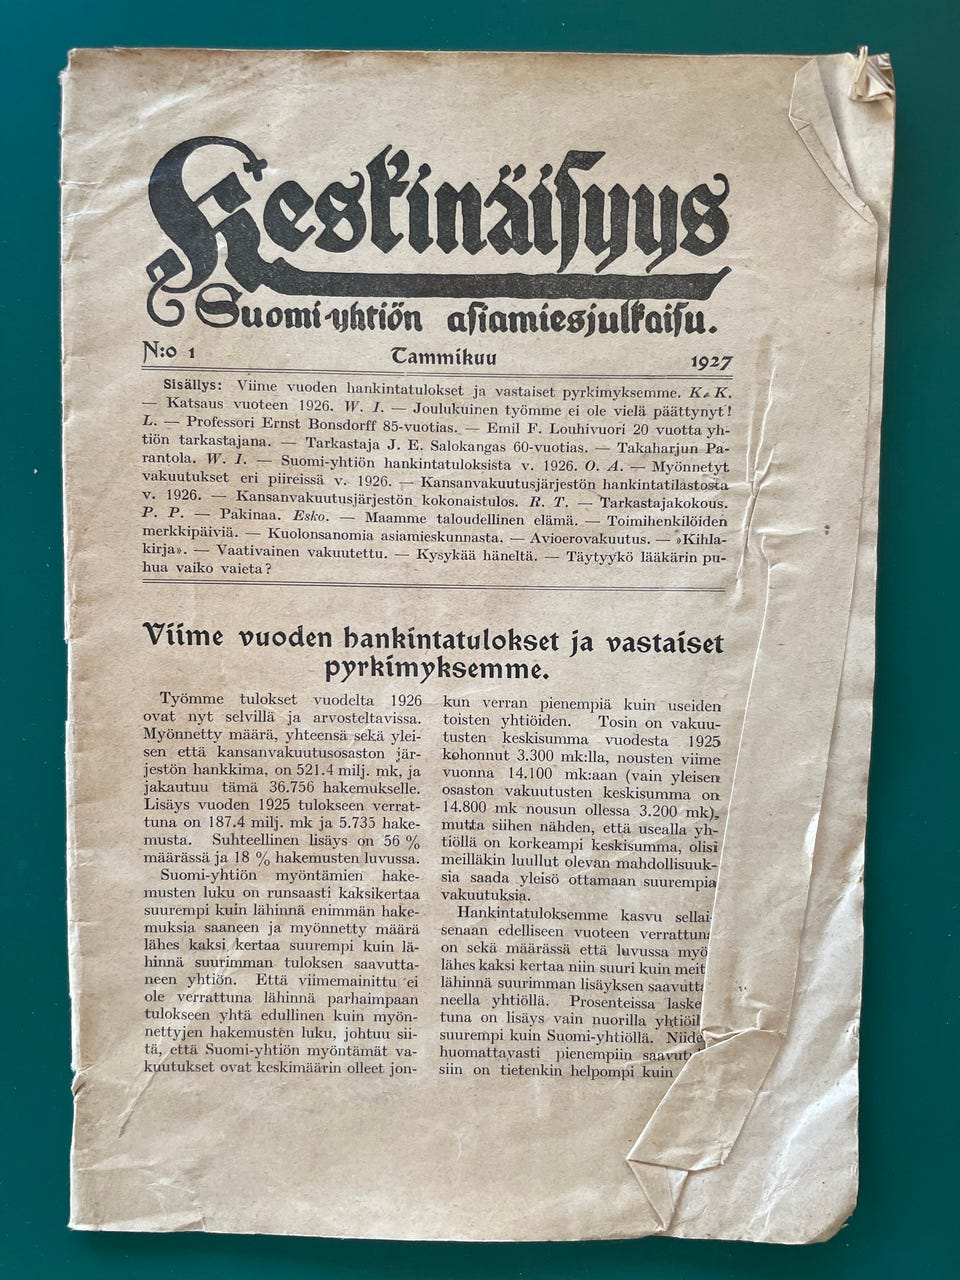 Keskinäisyys
Suomi-yhtiön asiamiesjulkaisu.
N:o 1 Tammikuu 1927
Sisällys: Viime vuoden hankintatulokset ja vastaiset pyrkimyksemme. K. K.
— Katsaus vuoteen 1926. W. I. — Joulukuinen työmme ei ole vielä päättynyt!
L. — Professori Ernst Bonsdorff 85-vuotias. — Emil F. Louhivuori 20 vuotta yh-
tiön tarkastajana. — Tarkastaja J. E. Salokangas 60-vuotias. — Takaharjun Pa-
rantola. W. I. — Suomi-yhtiön hankintatuloksista v. 1926. O. A. — Myönnetyt
vakuutukset eri piireissä v. 1926. — Kansanvakuutusjärjestön hankintatilastosta
v. 1926. — Kansanvakuutusjärjestön kokonaistulos. R. T. — Tarkastajakokous.
P. P. — Pakinaa. Esko. — Maamme taloudellinen elämä. — Toimihenkilöiden
merkkipäiviä. — Kuolonsanomia asiamieskunnasta. — Avioerovakuutus. — »Kihla-
kirja». — Vaativainen vakuutettu. — Kysykää häneltä. — Täytyykö lääkärin pu-
hua vaiko vaieta?
Viime vuoden hankintatulokset ja vastaiset
pyrkimyksemme.
Työmme tulokset vuodelta 1926
ovat nyt selvillä ja arvosteltavissa.
Myönnetty määrä, yhteensä sekä ylei-
sen että kansanvakuutusosaston jär-
jestön hankkima, on 521.4 milj. mk, ja
jakautuu tämä 36.756 hakemukselle.
Lisäys vuoden 1925 tulokseen verrat-
tuna on 187.4 milj. mk ja 5.735 hake-
musta. Suhteellinen lisäys on 56 %
määrässä ja 18 % hakemusten luvussa.
Suomi-yhtiön myöntämien hake-
musten luku on runsaasti kaksikertaa
suurempi kuin lähinnä enimmän hake-
muksia saaneen ja myönnetty määrä
lähes kaksi kertaa suurempi kuin lä-
hinnä suurimman tuloksen saavutta-
neen yhtiön. Että viimemainittu ei
ole verrattuna lähinnä parhaimpaan
tulokseen yhtä edullinen kuin myön-
nettyjen hakemusten luku, johtuu sii-
tä, että Suomi-yhtiön myöntämät va-
kuutukset ovat keskimäärin olleet jon-
kun verran pienempiä kuin useiden
toisten yhtiöiden. Tosin on vakuu-
tusten keskisumma vuodesta 1925
kohonnut 3.300 mk:lla, nousten viime
vuonna 14.100 mk:aan (vain yleisen
osaston vakuutusten keskisumma on
14.800 mk nousun ollessa 3.200 mk),
mutta siihen nähden, että usealla yh-
tiöllä on korkeampi keskisumma, olisi
meilläkin luullut olevan mahdollisuuk-
sia saada yleisö ottamaan suurempia
vakuutuksia.
Hankintatuloksemme kasvu sellai-
senaan edelliseen vuoteen verrattuna
on sekä määrässä että luvussa myö
lähes kaksi kertaa niin suuri kuin meit
lähinnä suurimman lisäyksen saavutta
neella yhtiöllä. Prosenteissa laske
tuna on lisäys vain nuorilla yhtiöil
suurempi kuin Suomi-yhtiöllä. Niide
huomattavasti pienempiin saavut
siin on tietenkin helpompi kuin